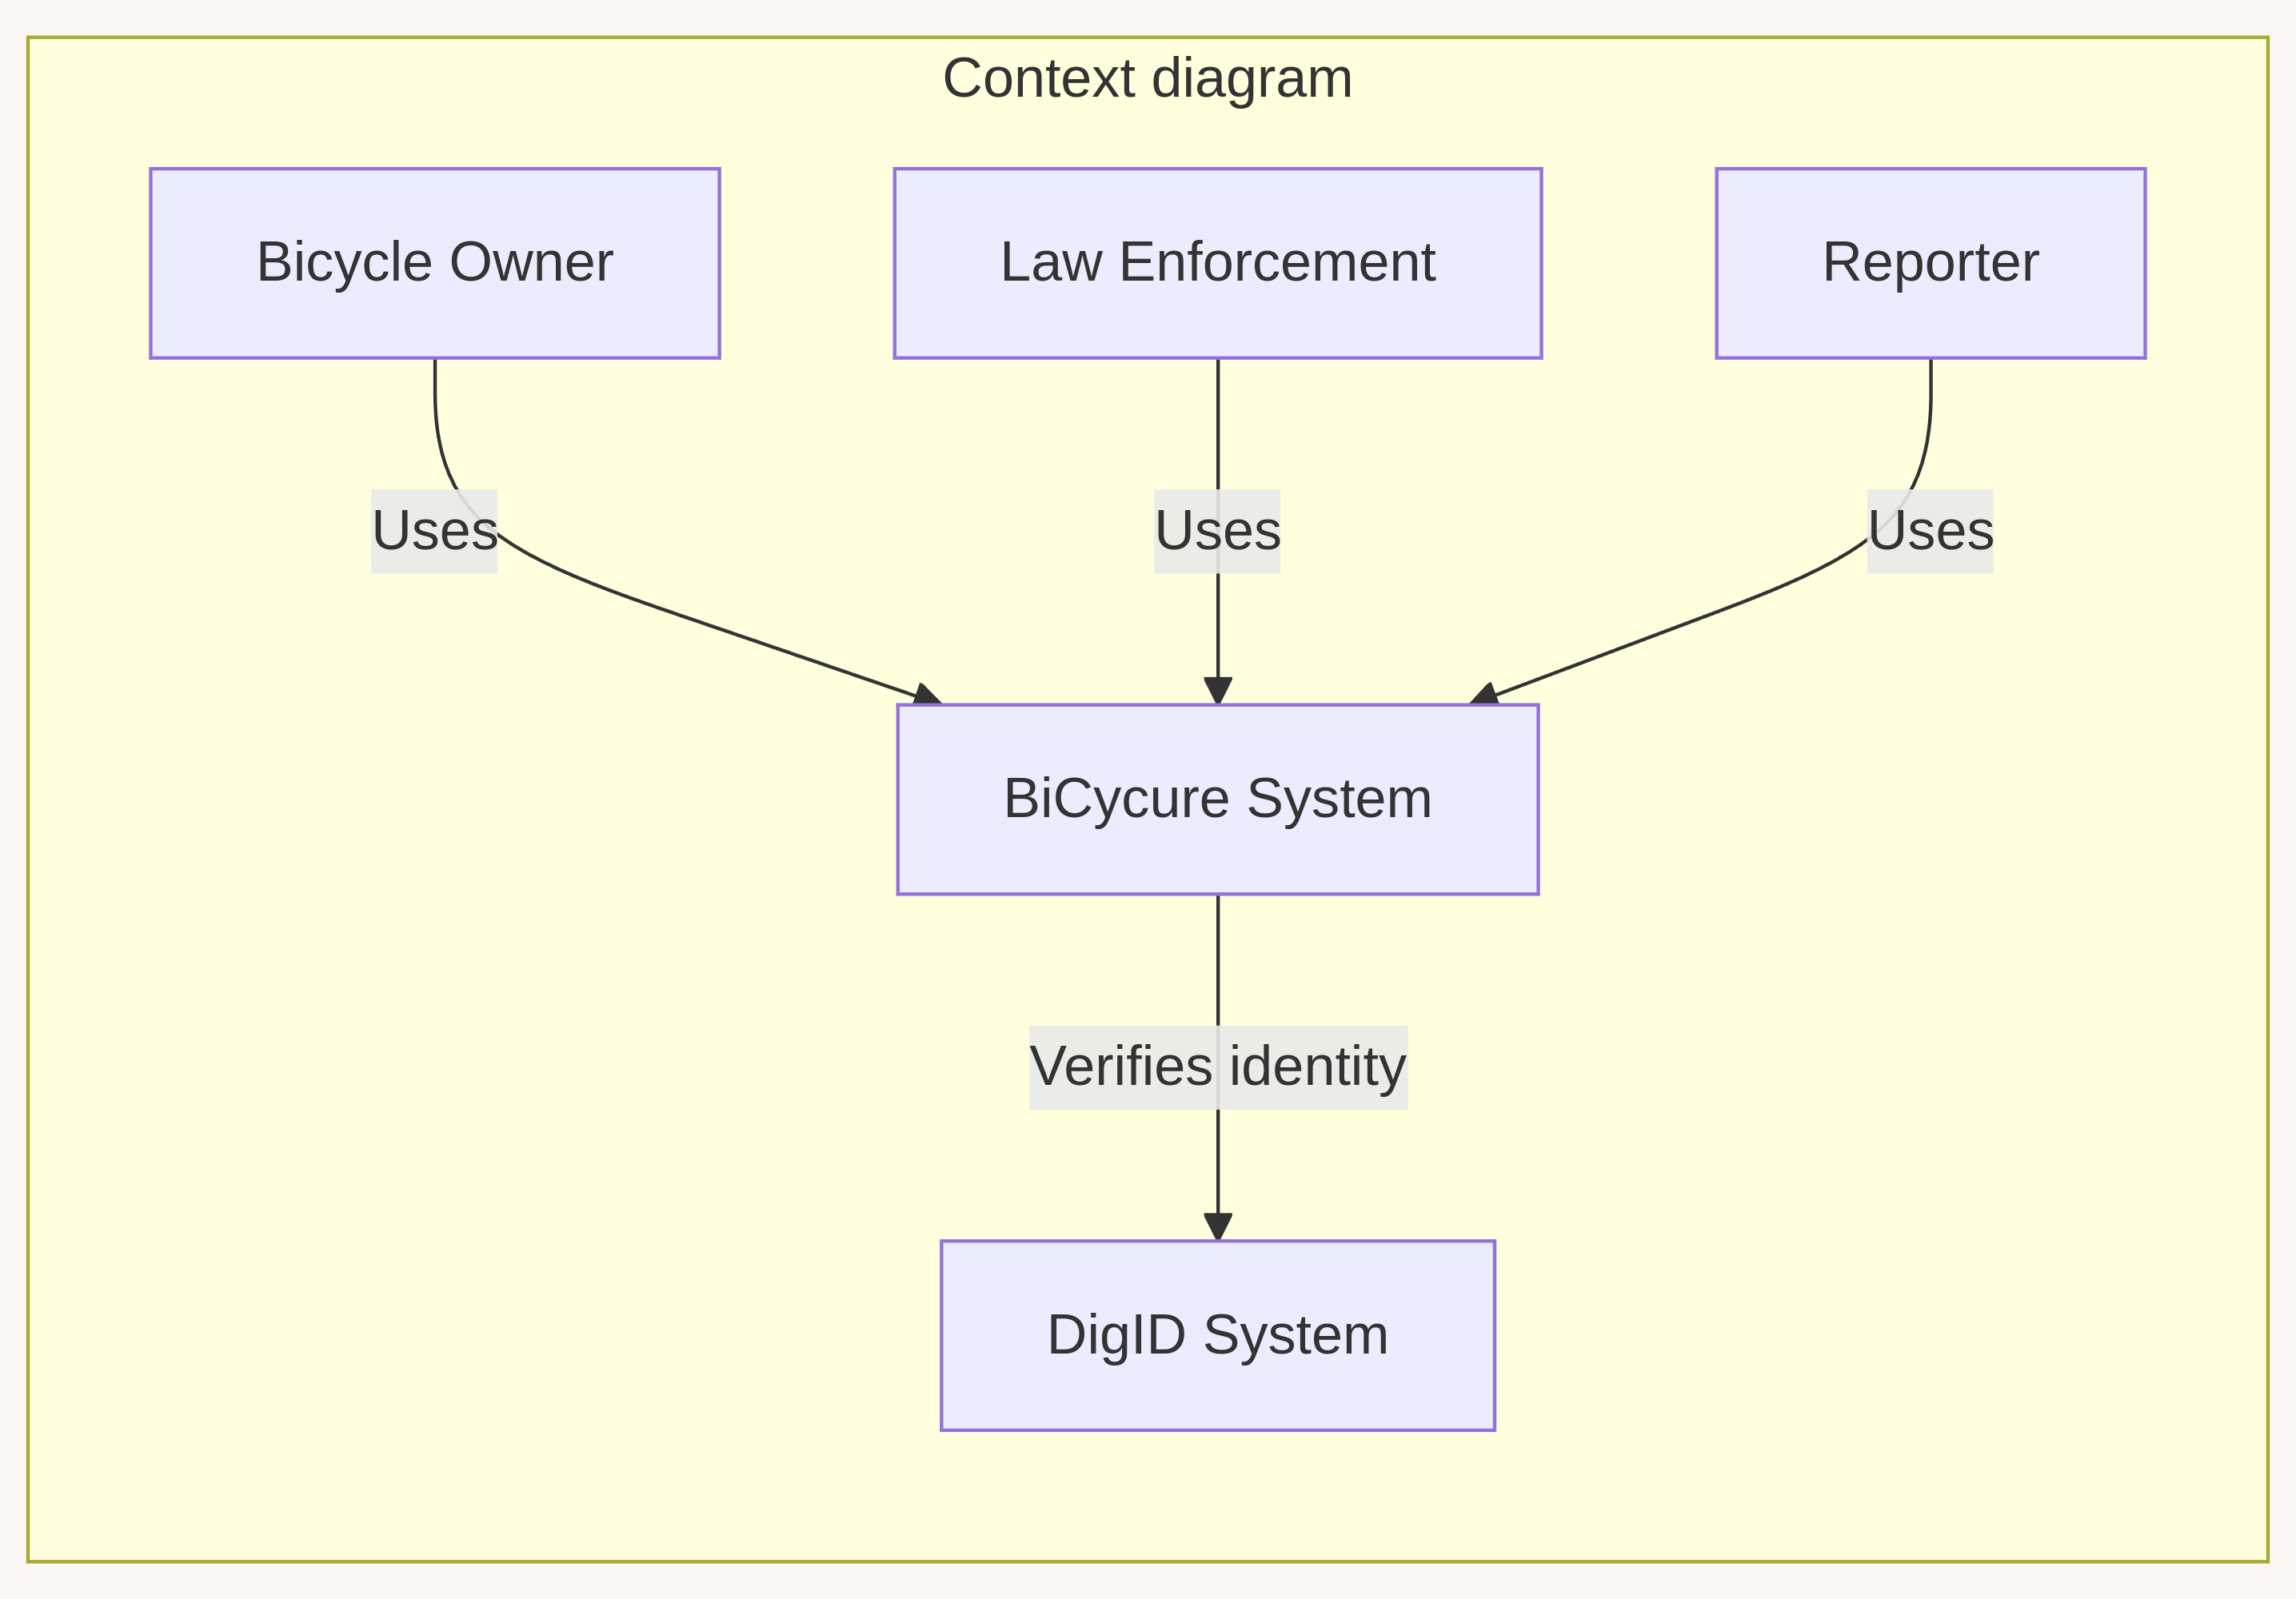 Context diagram
Bicycle Owner
Law Enforcement
Reporter
Uses
Uses
Uses
BiCycure System
Verifies identity
DigID System